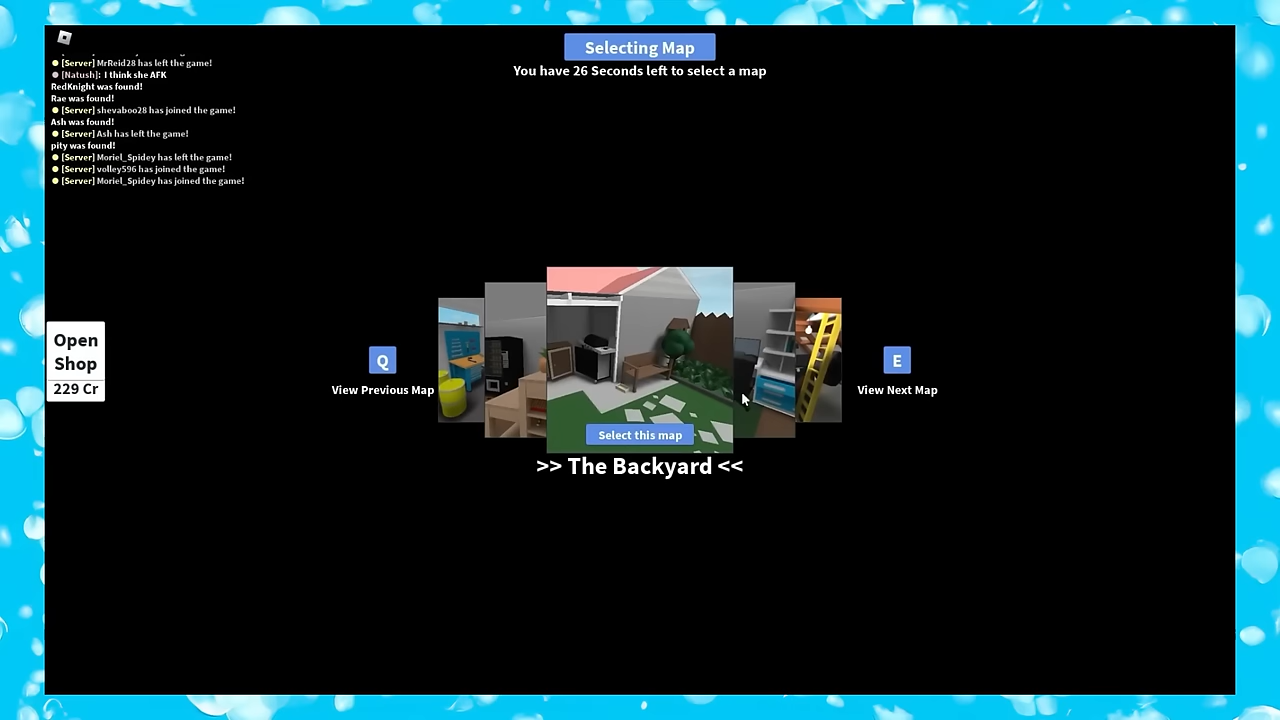 [Server] MrReid28 has left the game!
[Natush]: I think she AFK
RedKnight was found!
Rae was found!
[Server] shevaboo28 has joined the game!
Ash was found!
[Server] Ash has left the game!
pity was found!
[Server] Moriel_Spidey has left the game!
[Server] volley596 has joined the game!
[Server] Moriel_Spidey has joined the game!
Selecting Map
You have 26 Seconds left to select a map
Open
Shop
229 Cr
Q
View Previous Map
E
View Next Map
Select this map
>> The Backyard <<